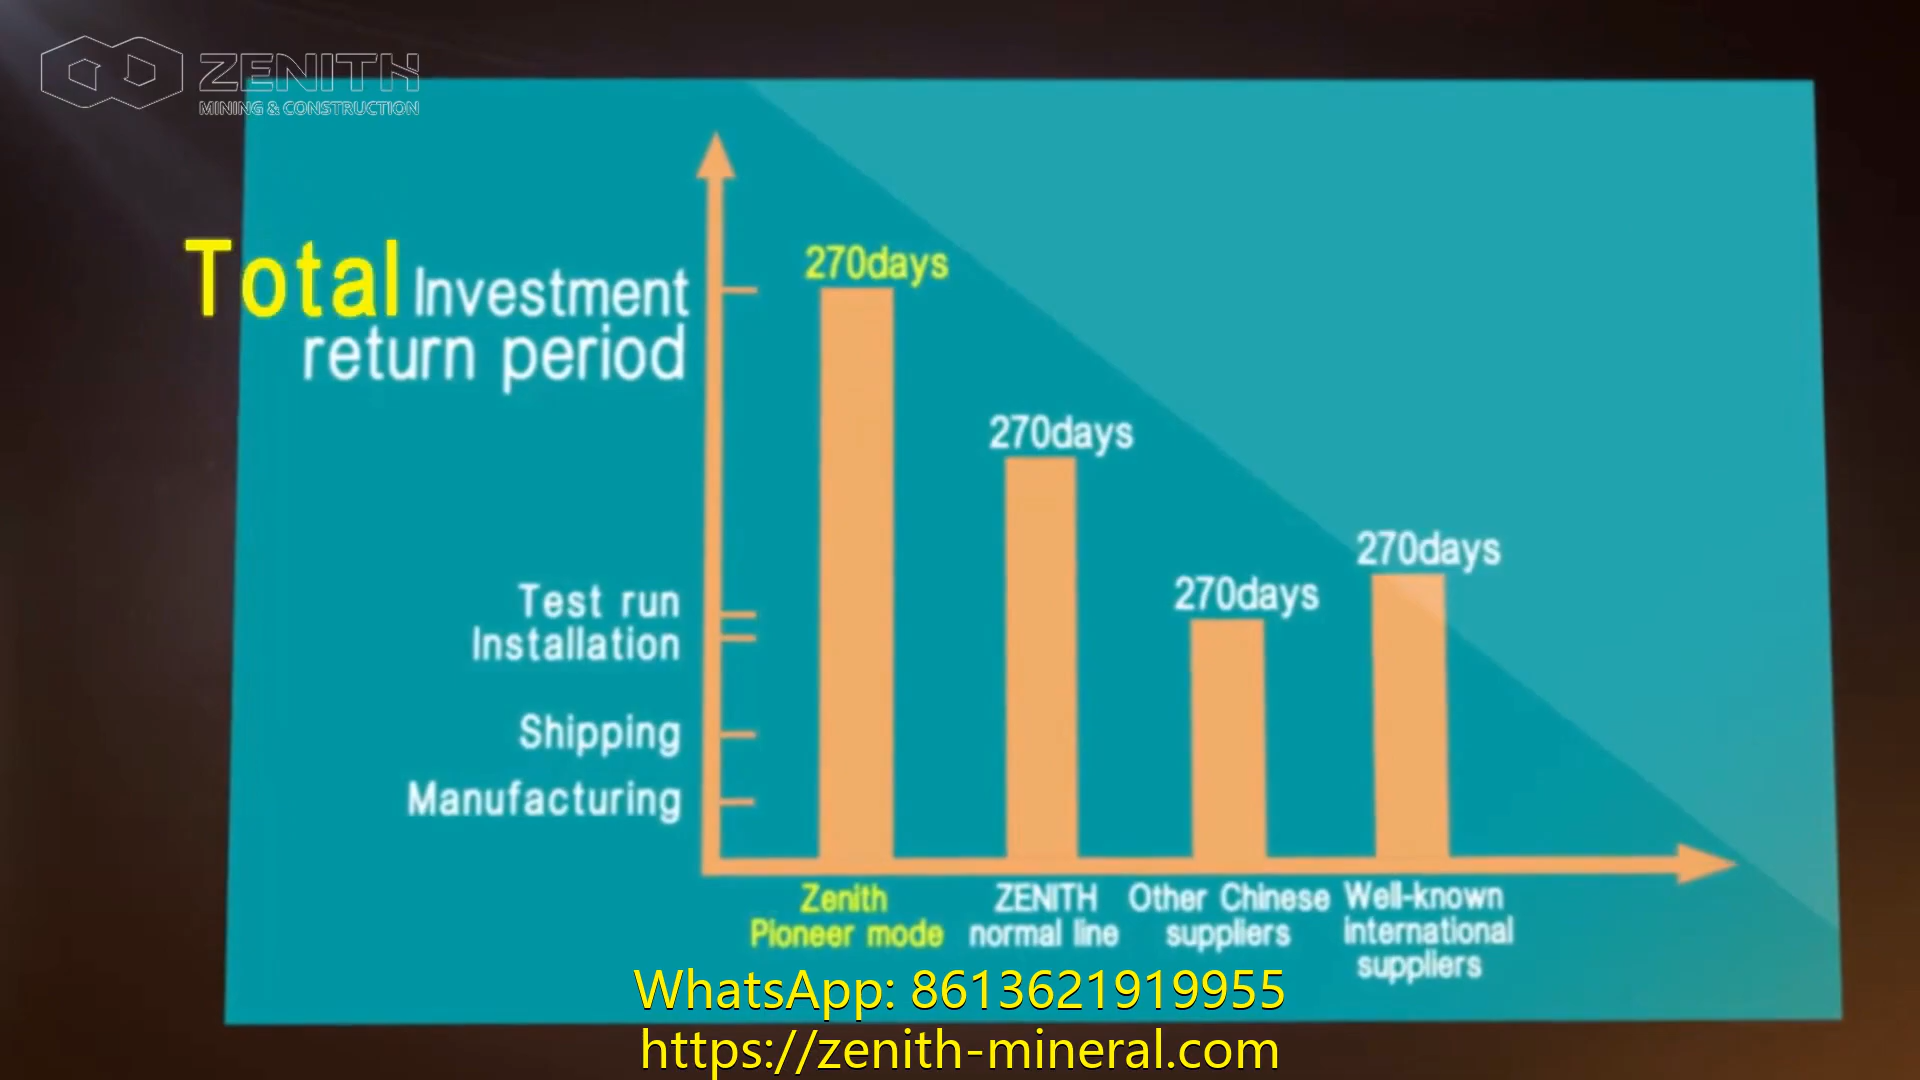 ZENITH
MINING & CONSTRUCTION
Total Investment
return period
270days
270days
270days
270days
Test run
Installation
Shipping
Manufacturing
Zenith
Pioneer mode
ZENITH
normal line
Other Chinese
suppliers
Well-known
international
suppliers
WhatsApp: 8613621919955
https://zenith-mineral.com